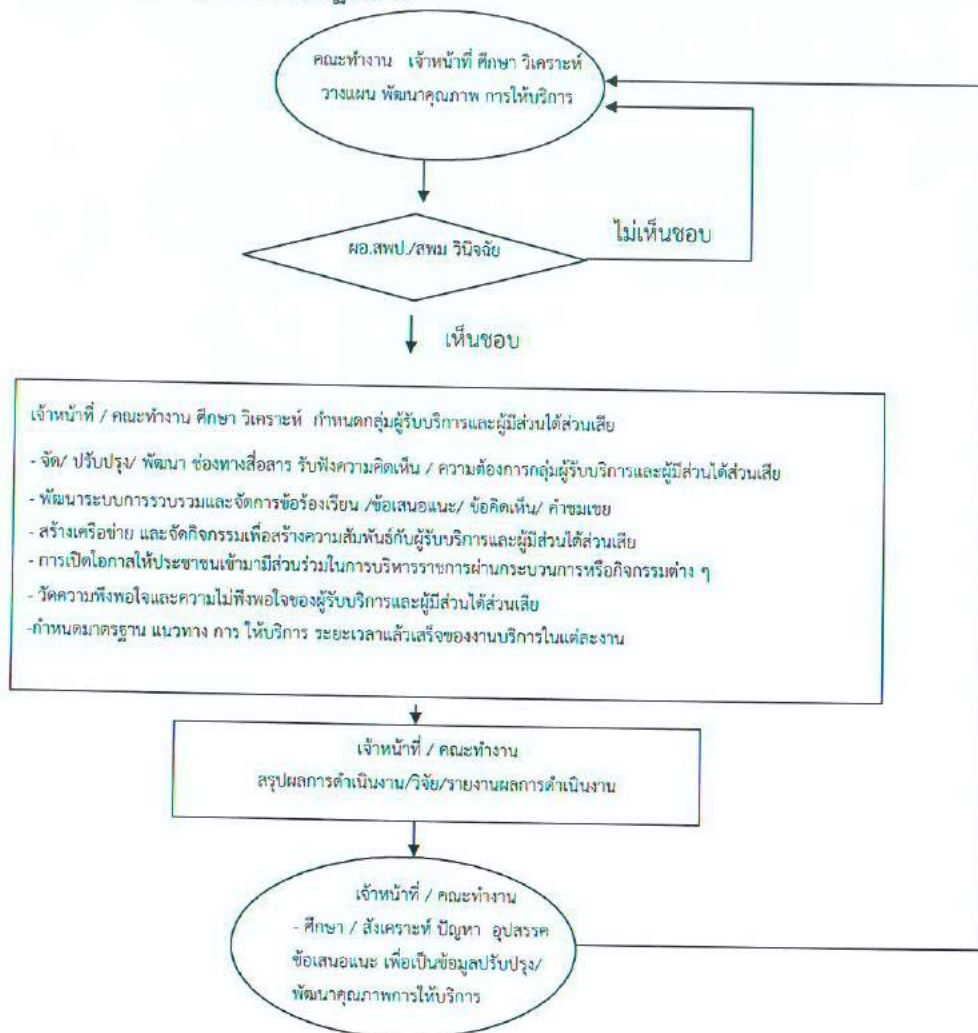 คณะทำงาน เจ้าหน้าที่ ศึกษา วิเคราะห์
วางแผน พัฒนาคุณภาพ การให้บริการ
ผอ.สพป./สพม วินิจฉัย
ไม่เห็นชอบ
เห็นชอบ
เจ้าหน้าที่ / คณะทำงาน ศึกษา วิเคราะห์ กำหนดกลุ่มผู้รับบริการและผู้มีส่วนได้ส่วนเสีย
- จัด/ ปรับปรุง/ พัฒนา ช่องทางสื่อสาร รับฟังความคิดเห็น / ความต้องการกลุ่มผู้รับบริการและผู้มีส่วนได้ส่วนเสีย
- พัฒนาระบบการรวบรวมและจัดการข้อร้องเรียน /ข้อเสนอแนะ/ ข้อคิดเห็น/ คำชมเชย
- สร้างเครือข่าย และจัดกิจกรรมเพื่อสร้างความสัมพันธ์กับผู้รับบริการและผู้มีส่วนได้ส่วนเสีย
- การเปิดโอกาสให้ประชาชนเข้ามามีส่วนร่วมในการบริหารราชการผ่านกระบวนการหรือกิจกรรมต่าง ๆ
- วัดความพึงพอใจและความไม่พึงพอใจของผู้รับบริการและผู้มีส่วนได้ส่วนเสีย
-กำหนดมาตรฐาน แนวทาง การ ให้บริการ ระยะเวลาแล้วเสร็จของงานบริการในแต่ละงาน
เจ้าหน้าที่ / คณะทำงาน
สรุปผลการดำเนินงาน/วิจัย/รายงานผลการดำเนินงาน
เจ้าหน้าที่ / คณะทำงาน
- ศึกษา / สังเคราะห์ ปัญหา อุปสรรค
ข้อเสนอแนะ เพื่อเป็นข้อมูลปรับปรุง/
พัฒนาคุณภาพการให้บริการ